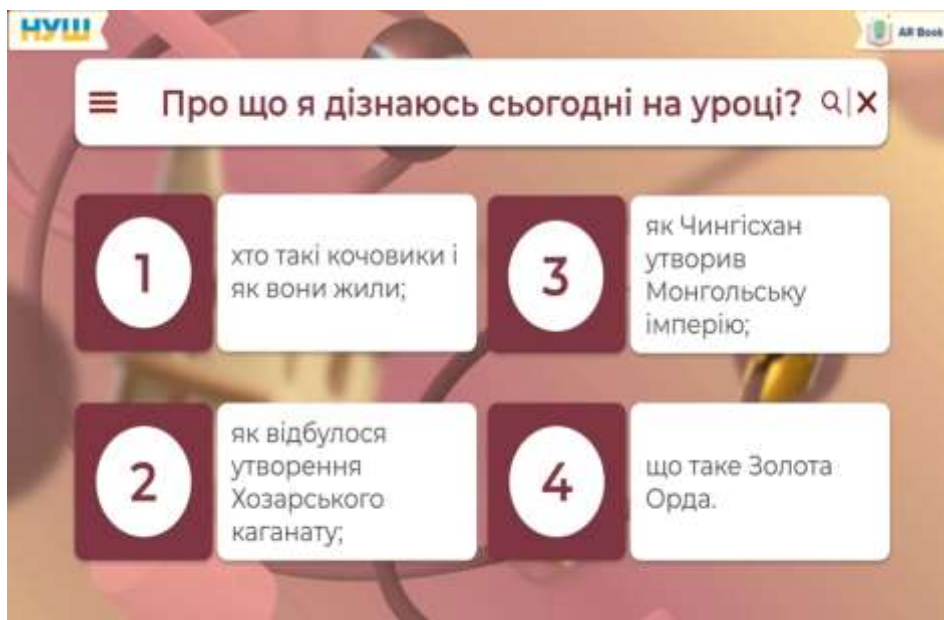 НУШ
AR Book
Про що я дізнаюсь сьогодні на уроці?
1
хто такі кочовики і
як вони жили;
2
як відбулося
утворення
Хозарського
каганату;
3
як Чингісхан
утворив
Монгольську
імперію;
4
що таке Золота
Орда.